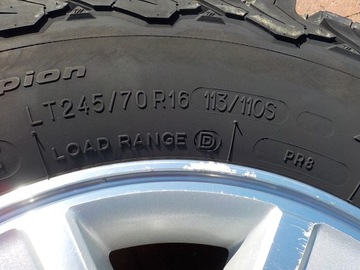 pion
LT245/70R16 113/110S
LOAD RANGE D
PR8